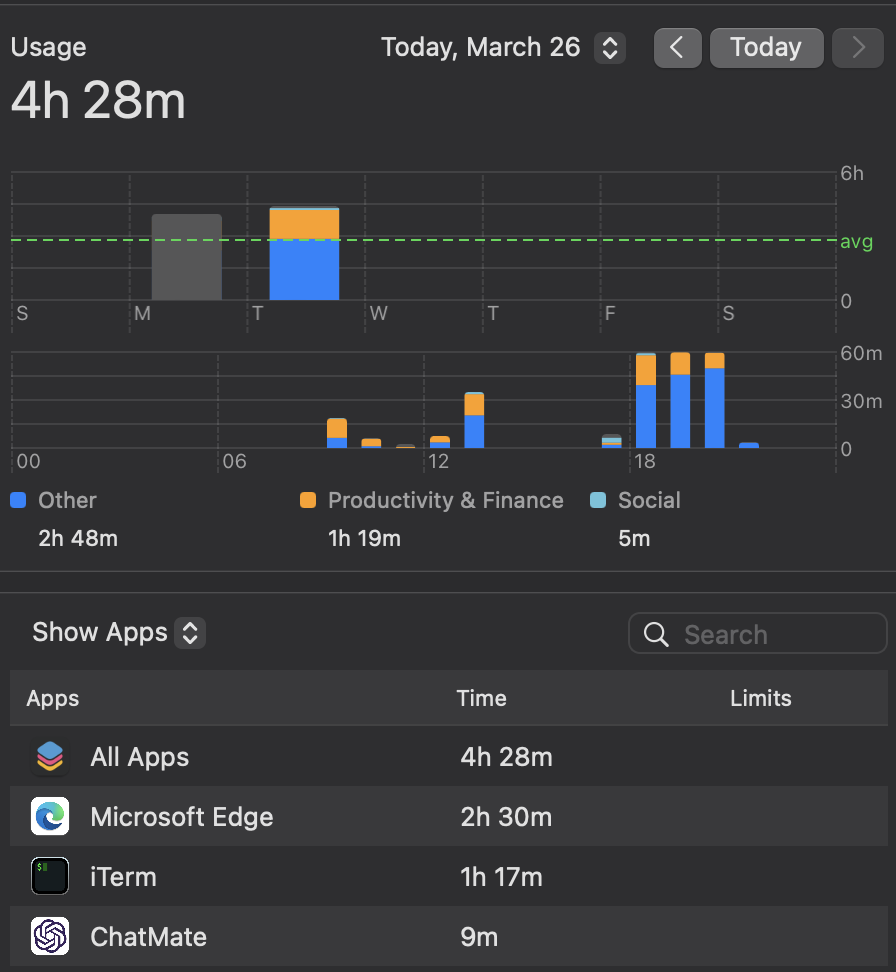 Usage Today, March 26 Today
4h 28m
6h
avg
0
S M T W T F S
60m
30m
0
00 06 12 18
Other Productivity & Finance Social
2h 48m 1h 19m 5m
Show Apps Search
Apps Time Limits
All Apps 4h 28m
Microsoft Edge 2h 30m
$ iTerm 1h 17m
ChatMate 9m